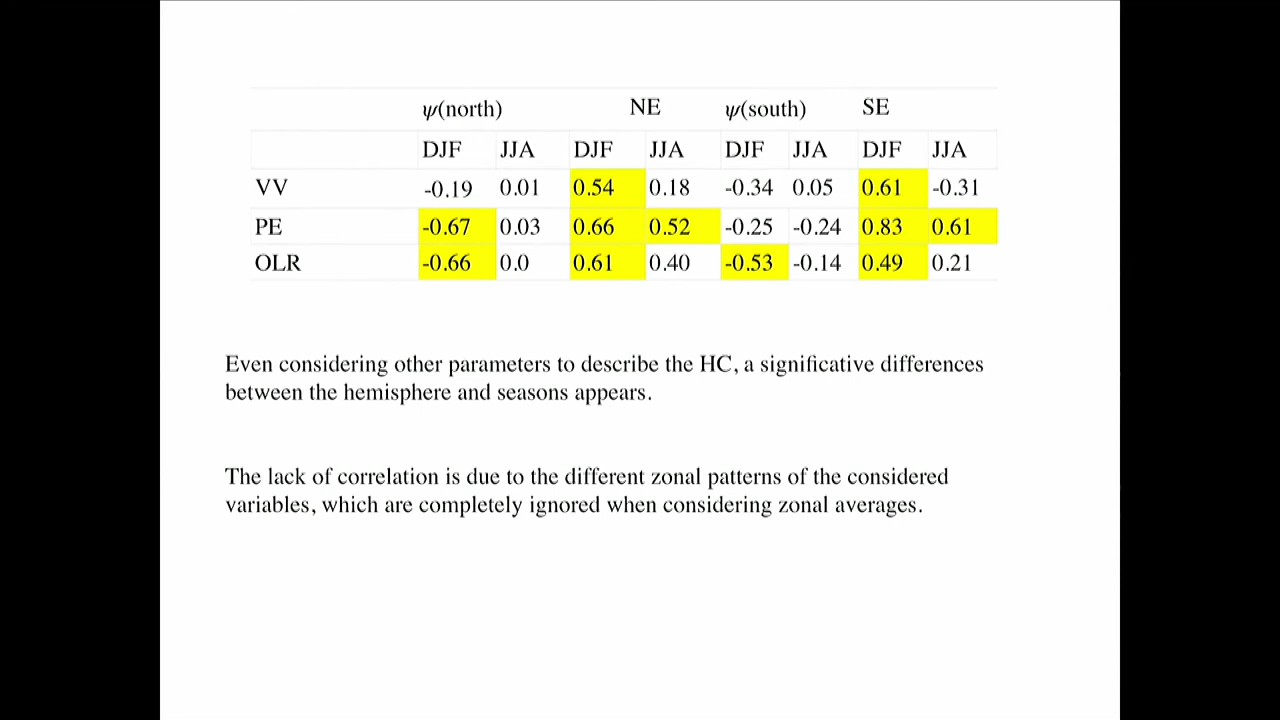 ψ(north) NE ψ(south) SE
DJF JJA DJF JJA DJF JJA DJF JJA
VV -0.19 0.01 0.54 0.18 -0.34 0.05 0.61 -0.31
PE -0.67 0.03 0.66 0.52 -0.25 -0.24 0.83 0.61
OLR -0.66 0.0 0.61 0.40 -0.53 -0.14 0.49 0.21
Even considering other parameters to describe the HC, a significative differences
between the hemisphere and seasons appears.
The lack of correlation is due to the different zonal patterns of the considered
variables, which are completely ignored when considering zonal averages.